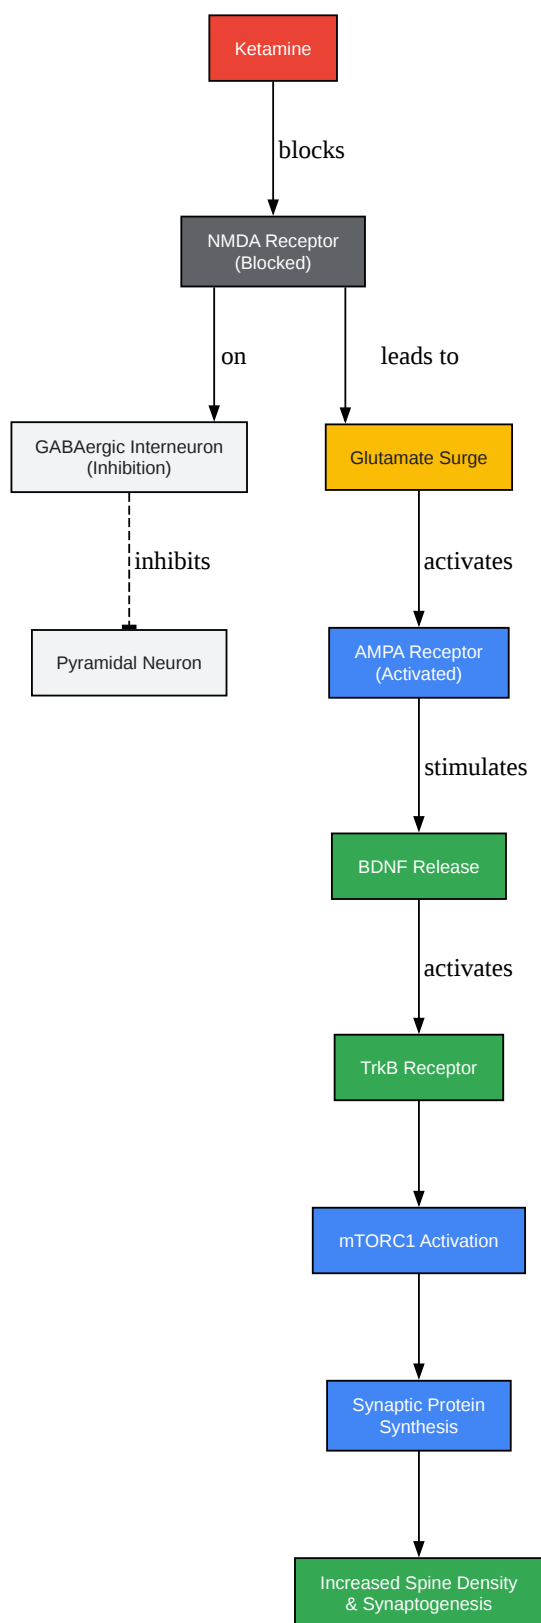 Ketamine
blocks
NMDA Receptor
(Blocked)
on
leads to
GABAergic Interneuron
(Inhibition)
Glutamate Surge
inhibits
activates
Pyramidal Neuron
AMPA Receptor
(Activated)
stimulates
BDNF Release
activates
TrkB Receptor
mTORC1 Activation
Synaptic Protein
Synthesis
Increased Spine Density
& Synaptogenesis